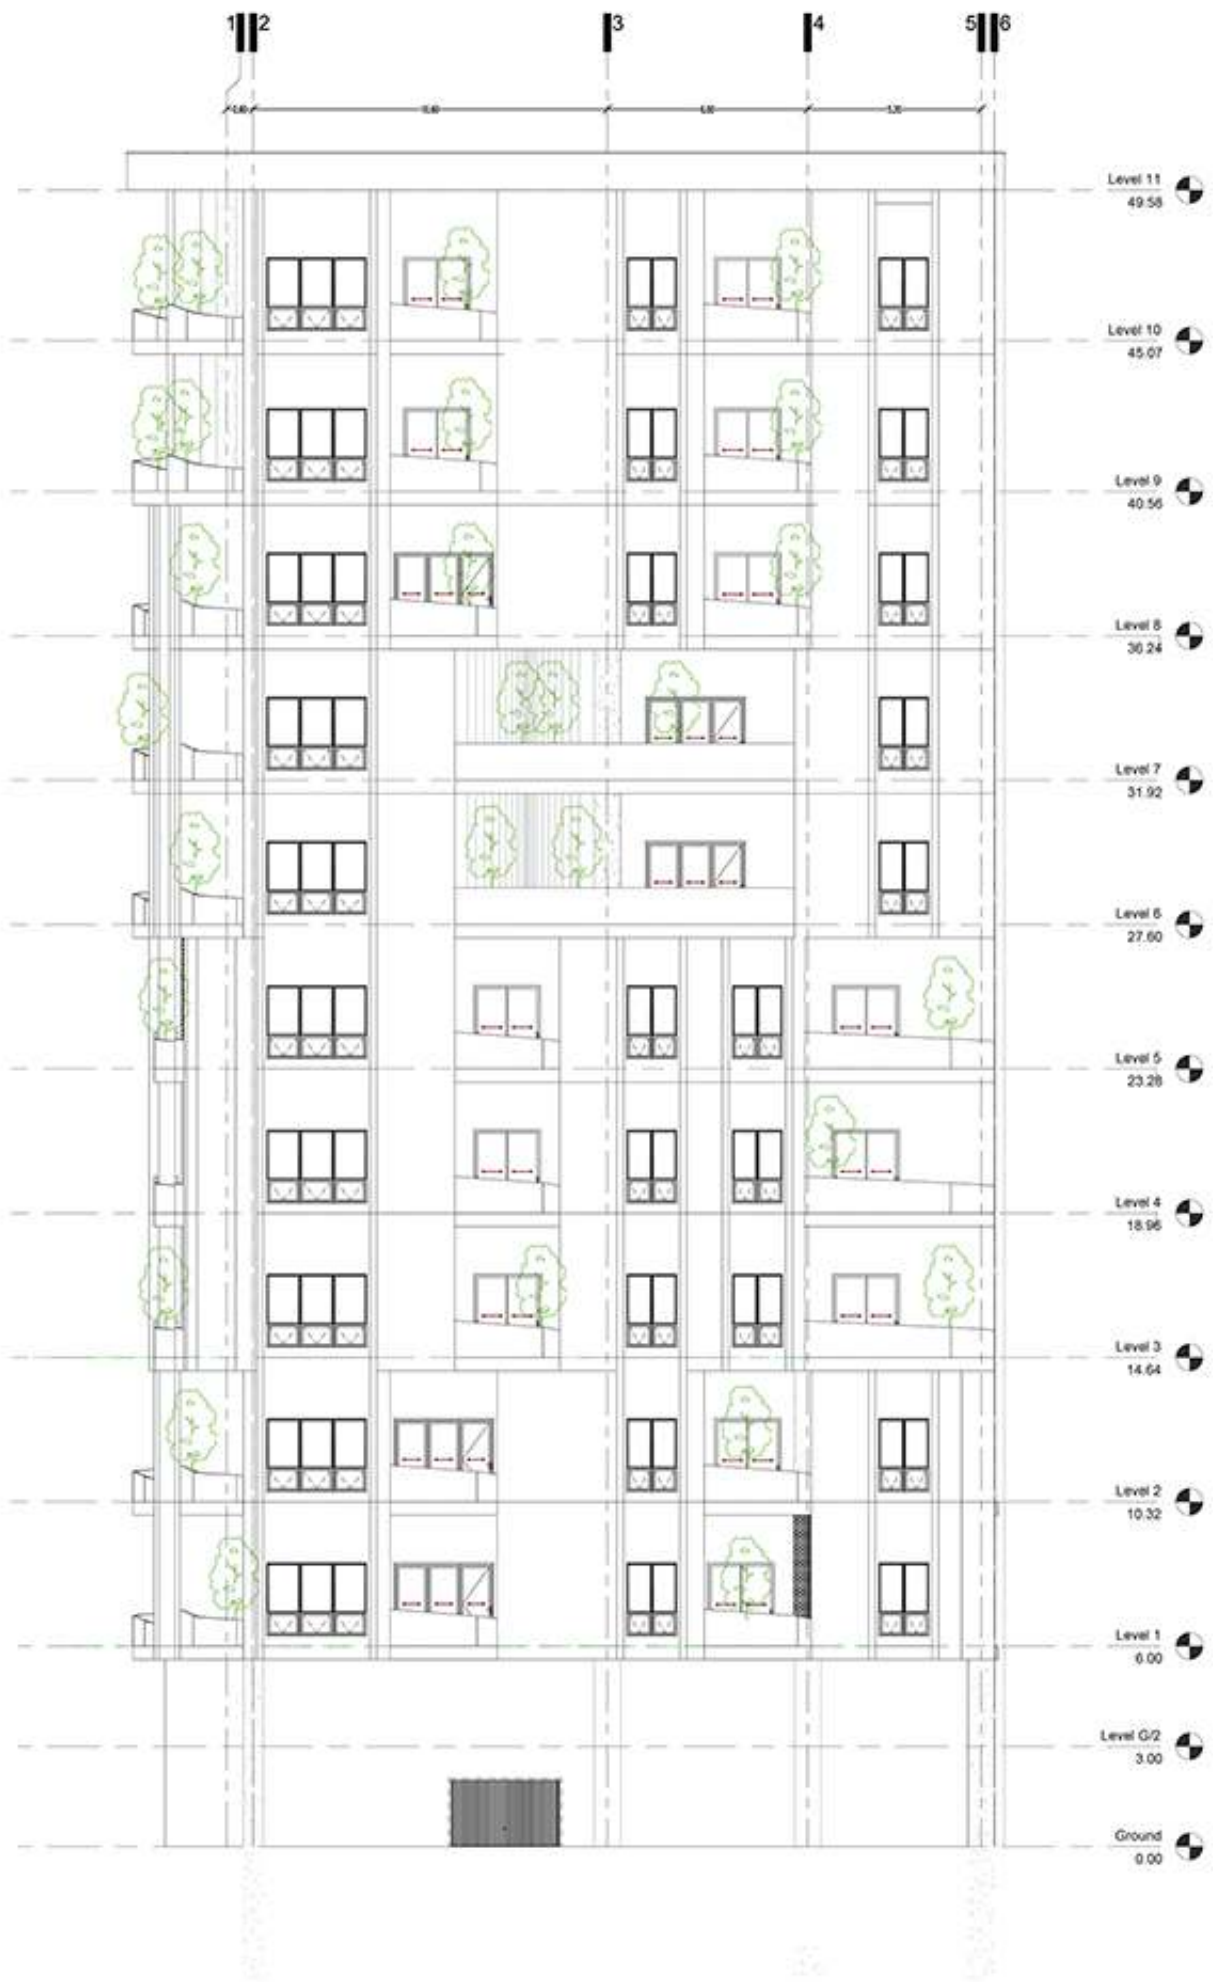 1 2 3 4 5 6
Level 11
49.58
Level 10
45.07
Level 9
40.56
Level 8
36.24
Level 7
31.92
Level 6
27.60
Level 5
23.28
Level 4
18.96
Level 3
14.64
Level 2
10.32
Level 1
6.00
Level G/2
3.00
Ground
0.00